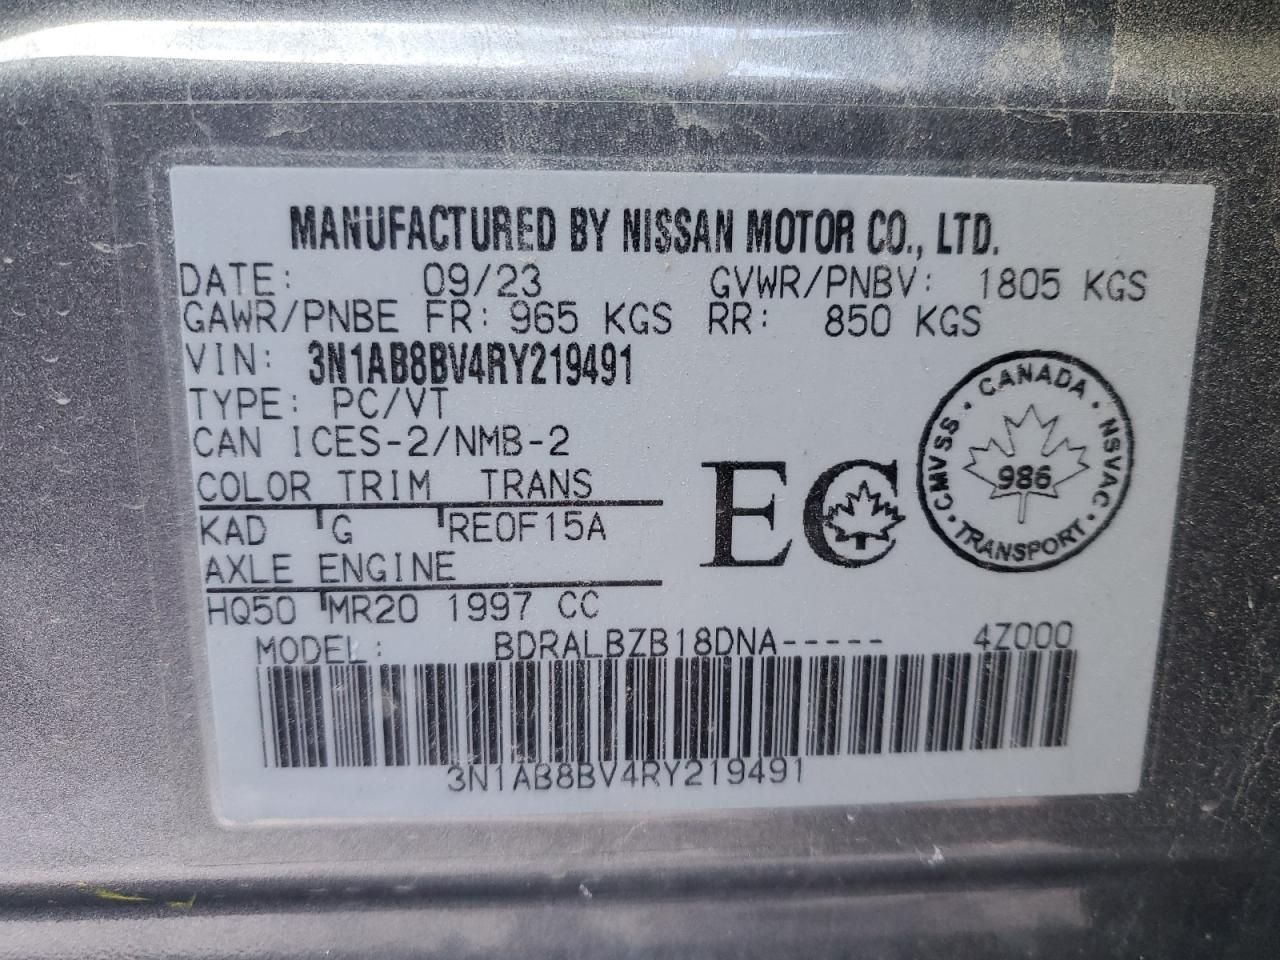 MANUFACTURED BY NISSAN MOTOR CO., LTD.
DATE: 09/23 GVWR/PNBV: 1805 KGS
GAWR/PNBE FR: 965 KGS RR: 850 KGS
VIN: 3N1AB8BV4RY219491
TYPE: PC/VT
CAN ICES-2/NMB-2
COLOR TRIM TRANS
KAD G RE0F15A
AXLE ENGINE
HQ50 MR20 1997 CC
EC
CANADA · NSVAC · TRANSPORT · CMVSS ·
986
MODEL: BDRALBZB18DNA----- 4Z000
3N1AB8BV4RY219491